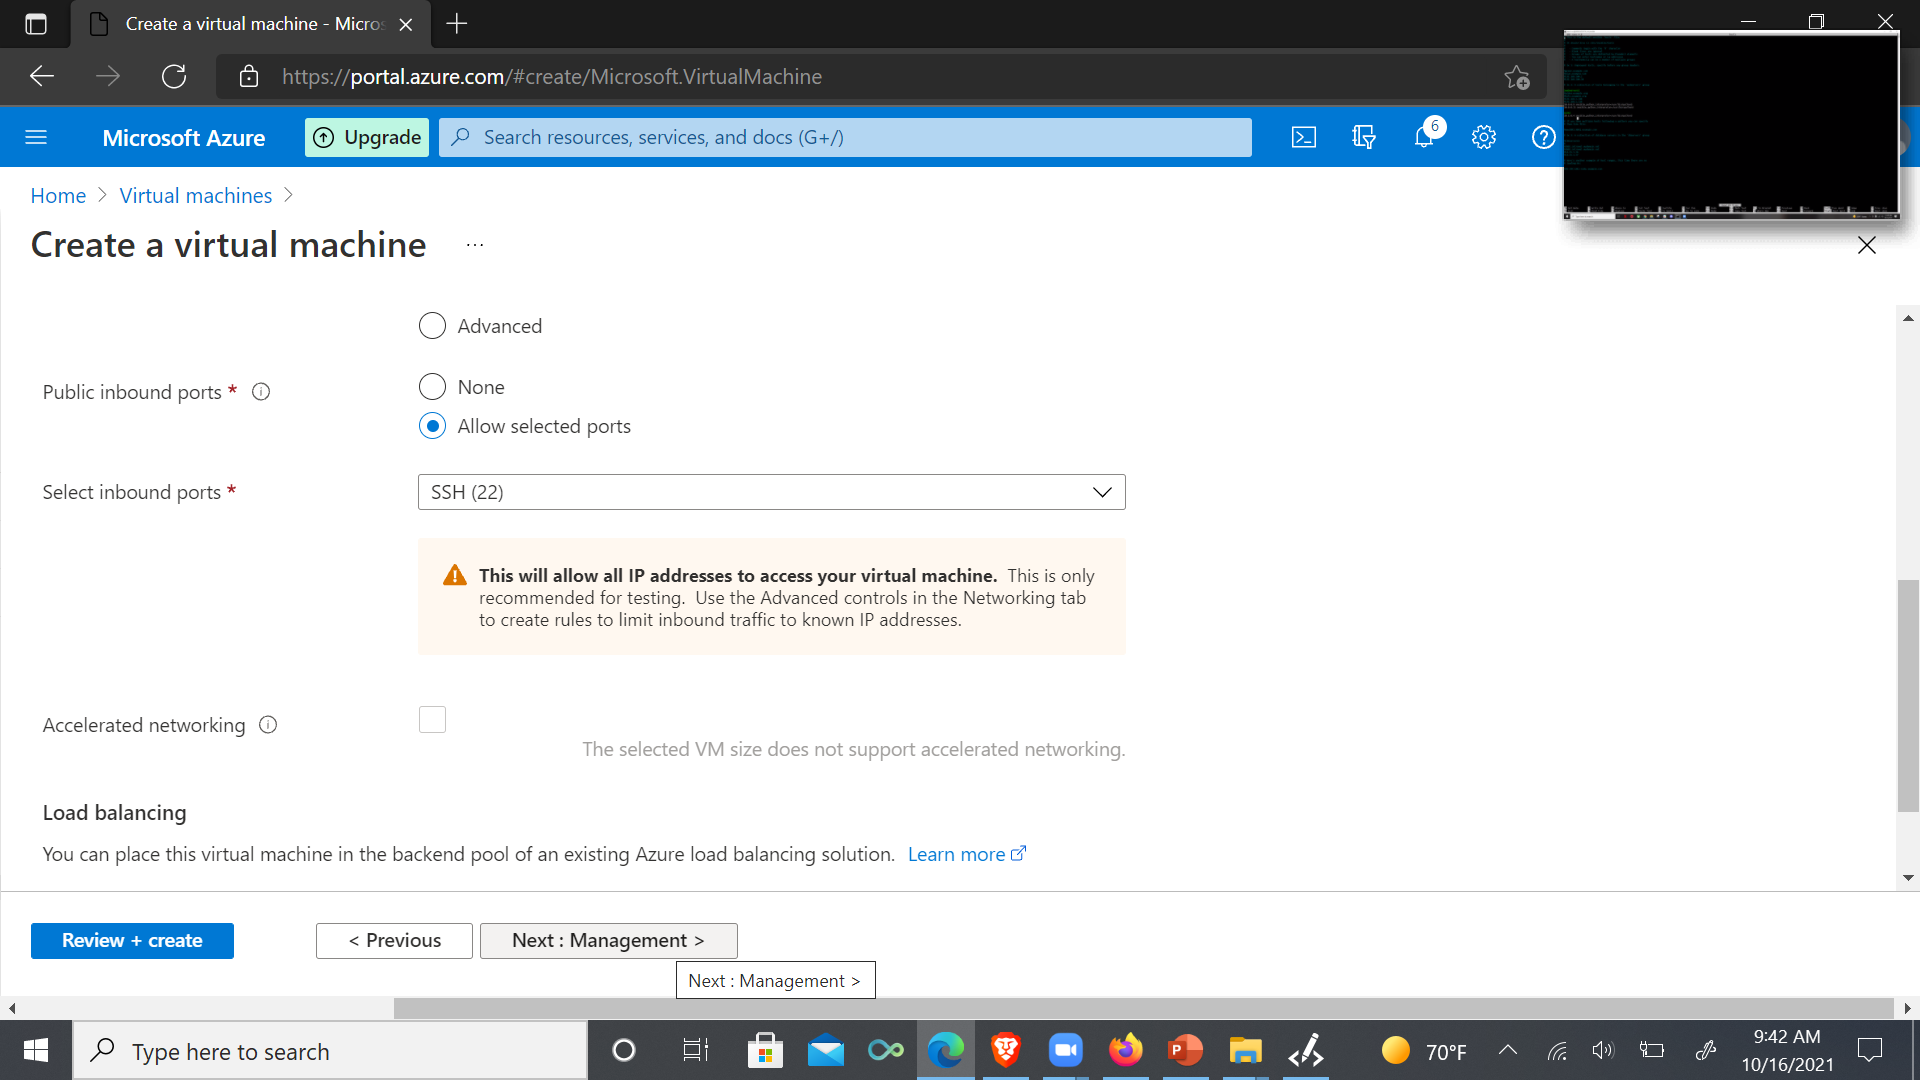 Create a virtual machine - Micros
https://portal.azure.com/#create/Microsoft.VirtualMachine
Microsoft Azure
Upgrade
Search resources, services, and docs (G+/)
6
Home > Virtual machines >
Create a virtual machine ...
Advanced
Public inbound ports *
None
Allow selected ports
Select inbound ports *
SSH (22)
This will allow all IP addresses to access your virtual machine. This is only
recommended for testing. Use the Advanced controls in the Networking tab
to create rules to limit inbound traffic to known IP addresses.
Accelerated networking
The selected VM size does not support accelerated networking.
Load balancing
You can place this virtual machine in the backend pool of an existing Azure load balancing solution. Learn more
Review + create
< Previous
Next : Management >
Next : Management >
Type here to search
70°F
9:42 AM
10/16/2021